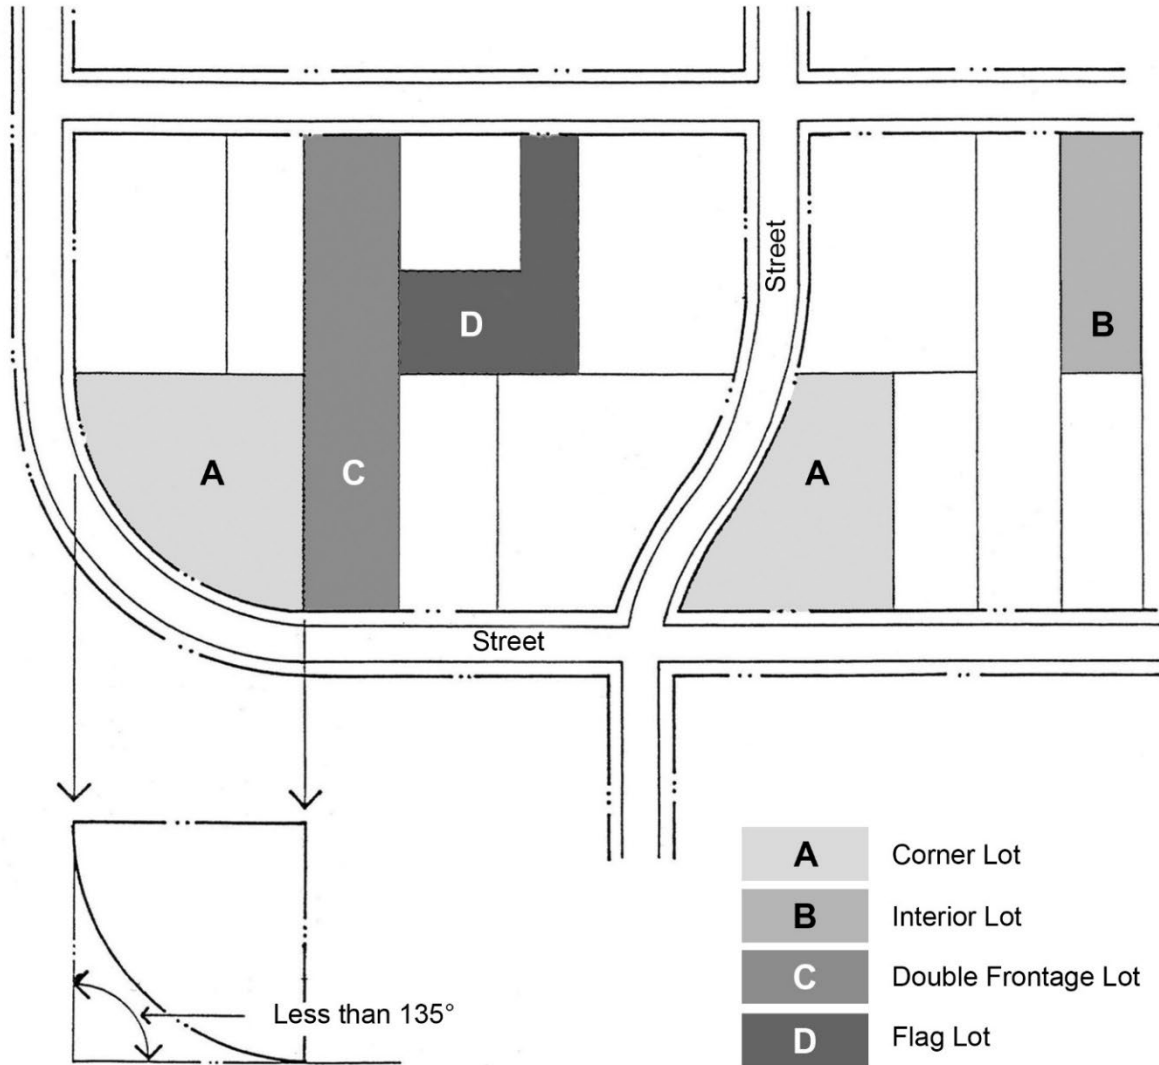 Street
D
B
A
C
A
Street
Less than 135°
A Corner Lot
B Interior Lot
C Double Frontage Lot
D Flag Lot